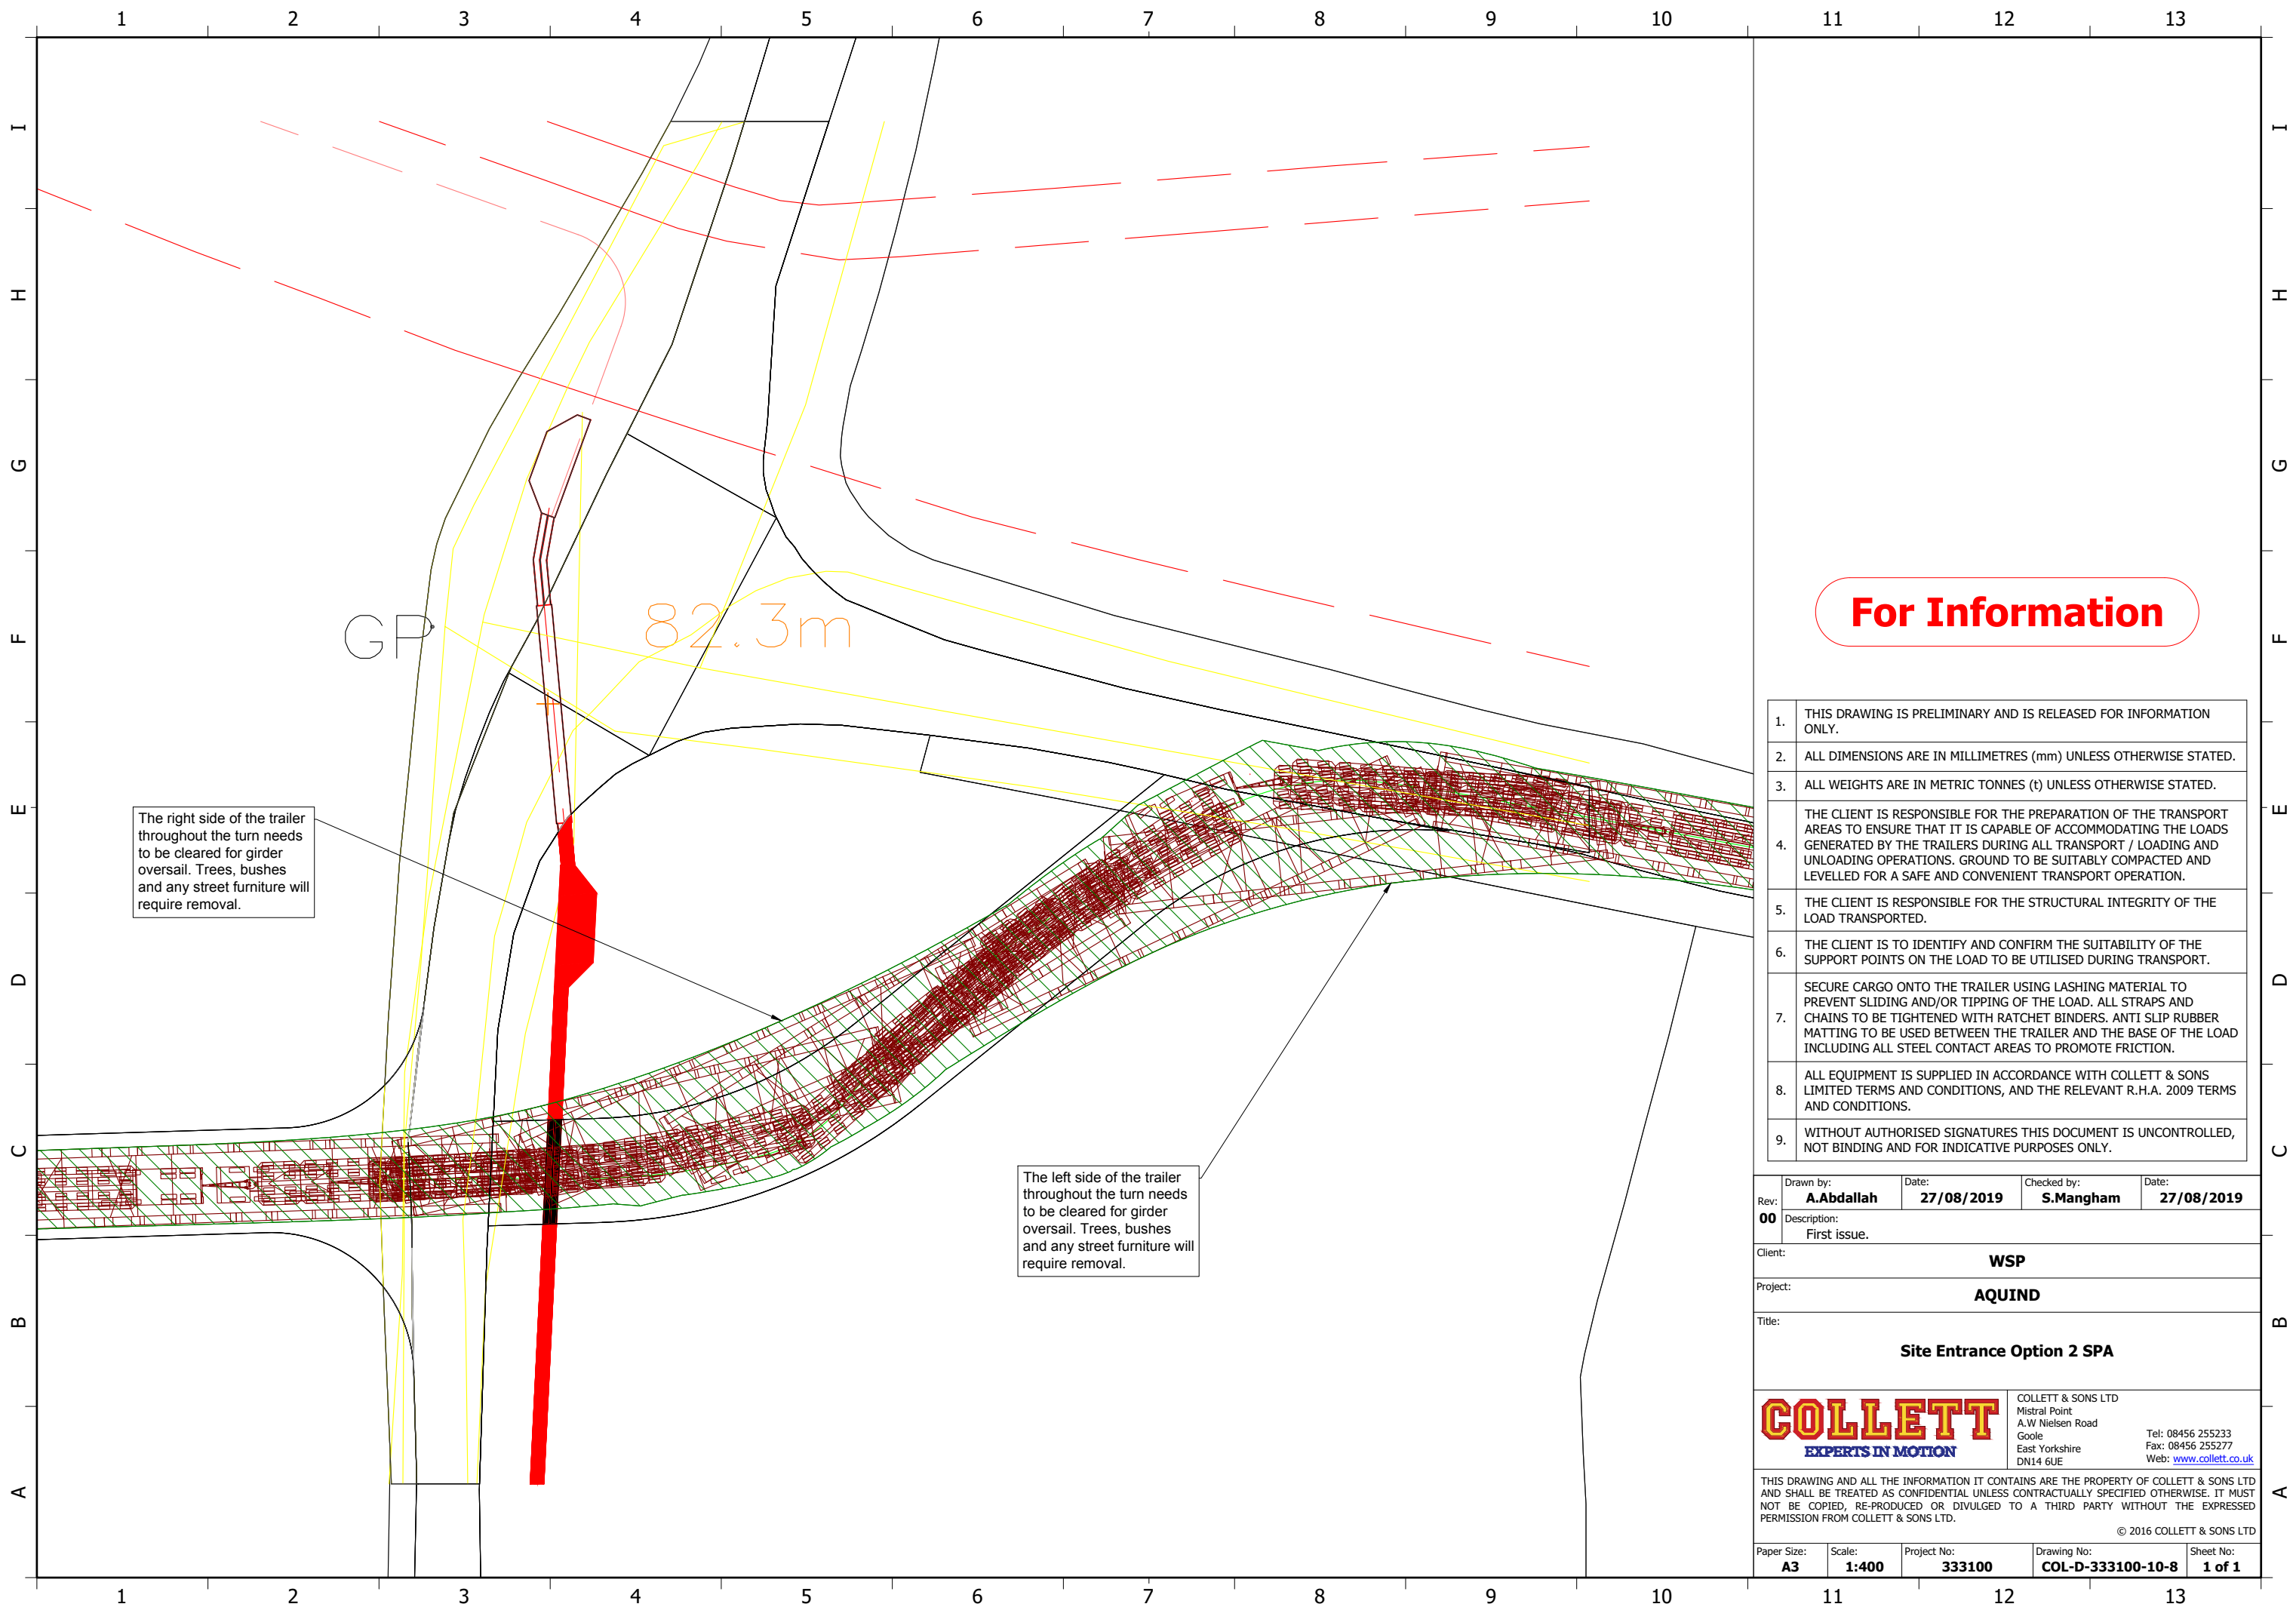 1 2 3 4 5 6 7 8 9 10 11 12 13
I I
H H
G G
F F
E E
D D
C C
B B
A A
GP
82.3m
The right side of the trailer
throughout the turn needs
to be cleared for girder
oversail. Trees, bushes
and any street furniture will
require removal.
The left side of the trailer
throughout the turn needs
to be cleared for girder
oversail. Trees, bushes
and any street furniture will
require removal.
For Information
1. THIS DRAWING IS PRELIMINARY AND IS RELEASED FOR INFORMATION
ONLY.
2. ALL DIMENSIONS ARE IN MILLIMETRES (mm) UNLESS OTHERWISE STATED.
3. ALL WEIGHTS ARE IN METRIC TONNES (t) UNLESS OTHERWISE STATED.
4. THE CLIENT IS RESPONSIBLE FOR THE PREPARATION OF THE TRANSPORT
AREAS TO ENSURE THAT IT IS CAPABLE OF ACCOMMODATING THE LOADS
GENERATED BY THE TRAILERS DURING ALL TRANSPORT / LOADING AND
UNLOADING OPERATIONS. GROUND TO BE SUITABLY COMPACTED AND
LEVELLED FOR A SAFE AND CONVENIENT TRANSPORT OPERATION.
5. THE CLIENT IS RESPONSIBLE FOR THE STRUCTURAL INTEGRITY OF THE
LOAD TRANSPORTED.
6. THE CLIENT IS TO IDENTIFY AND CONFIRM THE SUITABILITY OF THE
SUPPORT POINTS ON THE LOAD TO BE UTILISED DURING TRANSPORT.
7. SECURE CARGO ONTO THE TRAILER USING LASHING MATERIAL TO
PREVENT SLIDING AND/OR TIPPING OF THE LOAD. ALL STRAPS AND
CHAINS TO BE TIGHTENED WITH RATCHET BINDERS. ANTI SLIP RUBBER
MATTING TO BE USED BETWEEN THE TRAILER AND THE BASE OF THE LOAD
INCLUDING ALL STEEL CONTACT AREAS TO PROMOTE FRICTION.
8. ALL EQUIPMENT IS SUPPLIED IN ACCORDANCE WITH COLLETT & SONS
LIMITED TERMS AND CONDITIONS, AND THE RELEVANT R.H.A. 2009 TERMS
AND CONDITIONS.
9. WITHOUT AUTHORISED SIGNATURES THIS DOCUMENT IS UNCONTROLLED,
NOT BINDING AND FOR INDICATIVE PURPOSES ONLY.
Rev: Drawn by: Date: Checked by: Date:
A.Abdallah 27/08/2019 S.Mangham 27/08/2019
00 Description:
First issue.
Client:
WSP
Project:
AQUIND
Title:
Site Entrance Option 2 SPA
COLLETT
EXPERTS IN MOTION
COLLETT & SONS LTD
Mistral Point
A.W Nielsen Road
Goole
East Yorkshire
DN14 6UE
Tel: 08456 255233
Fax: 08456 255277
Web: www.collett.co.uk
THIS DRAWING AND ALL THE INFORMATION IT CONTAINS ARE THE PROPERTY OF COLLETT & SONS LTD
AND SHALL BE TREATED AS CONFIDENTIAL UNLESS CONTRACTUALLY SPECIFIED OTHERWISE. IT MUST
NOT BE COPIED, RE-PRODUCED OR DIVULGED TO A THIRD PARTY WITHOUT THE EXPRESSED
PERMISSION FROM COLLETT & SONS LTD.
© 2016 COLLETT & SONS LTD
Paper Size: Scale: Project No: Drawing No: Sheet No:
A3 1:400 333100 COL-D-333100-10-8 1 of 1
1 2 3 4 5 6 7 8 9 10 11 12 13